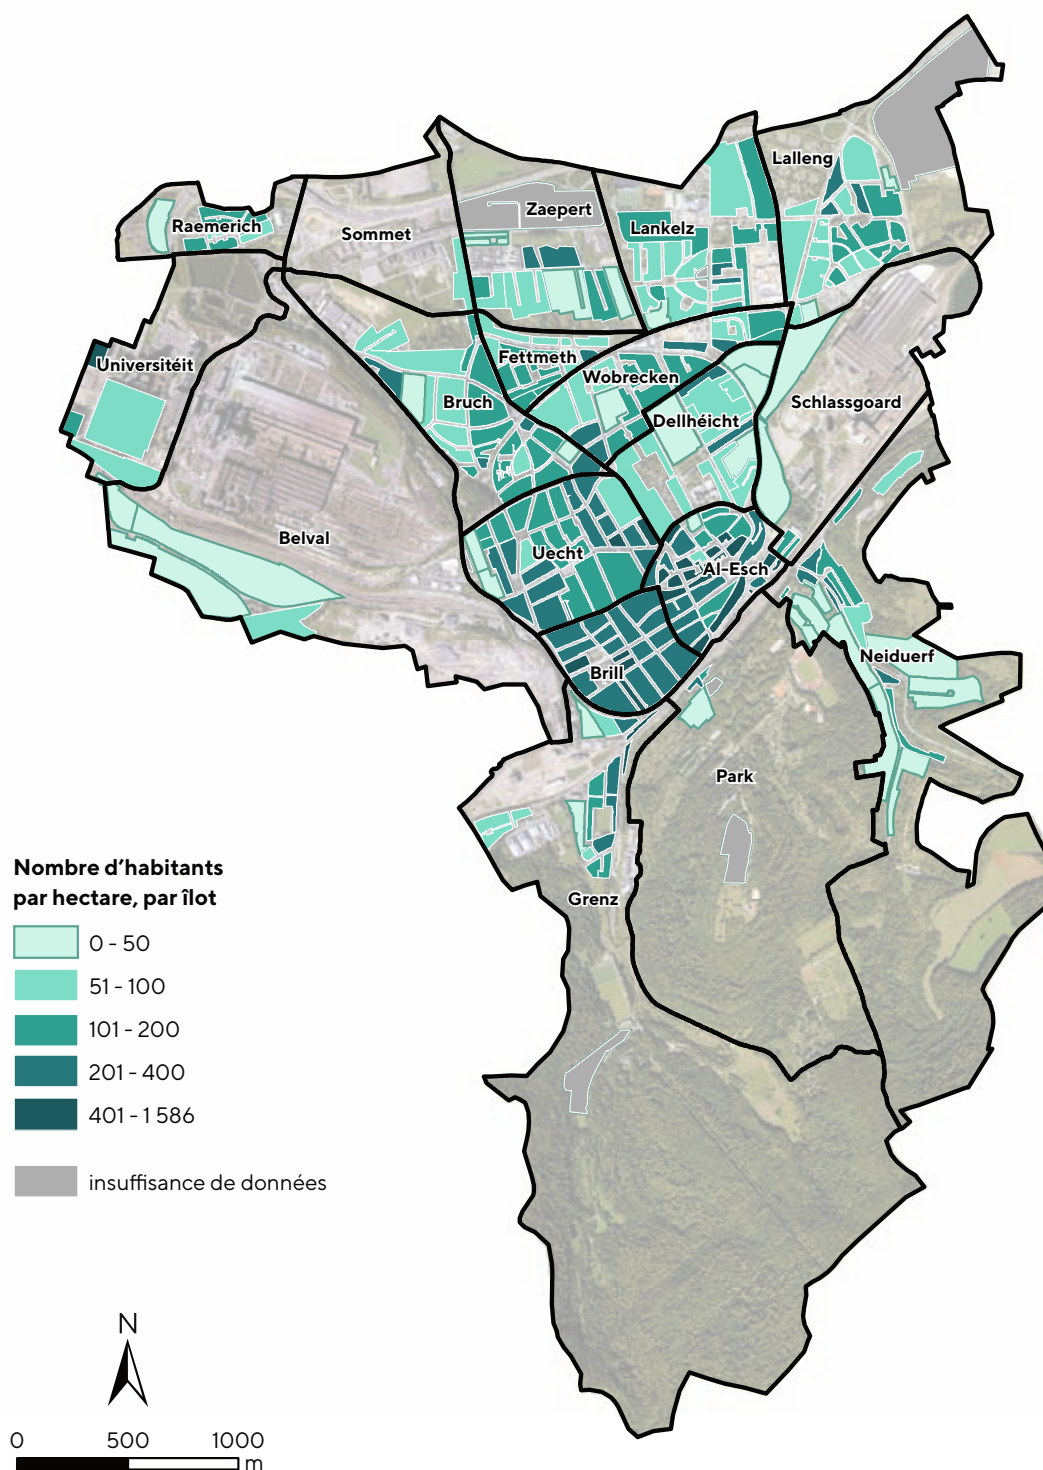 Lalleng
Zaepert
Raemerich
Lankelz
Sommet
Fettmeth
Universitéit
Wobrecken
Bruch
Schlassgoard
Dellhéicht
Belval
Uecht
Al-Esch
Neiduerf
Brill
Park
Grenz
Nombre d’habitants
par hectare, par îlot
0 - 50
51 - 100
101 - 200
201 - 400
401 - 1 586
insuffisance de données
N
0 500 1000
m